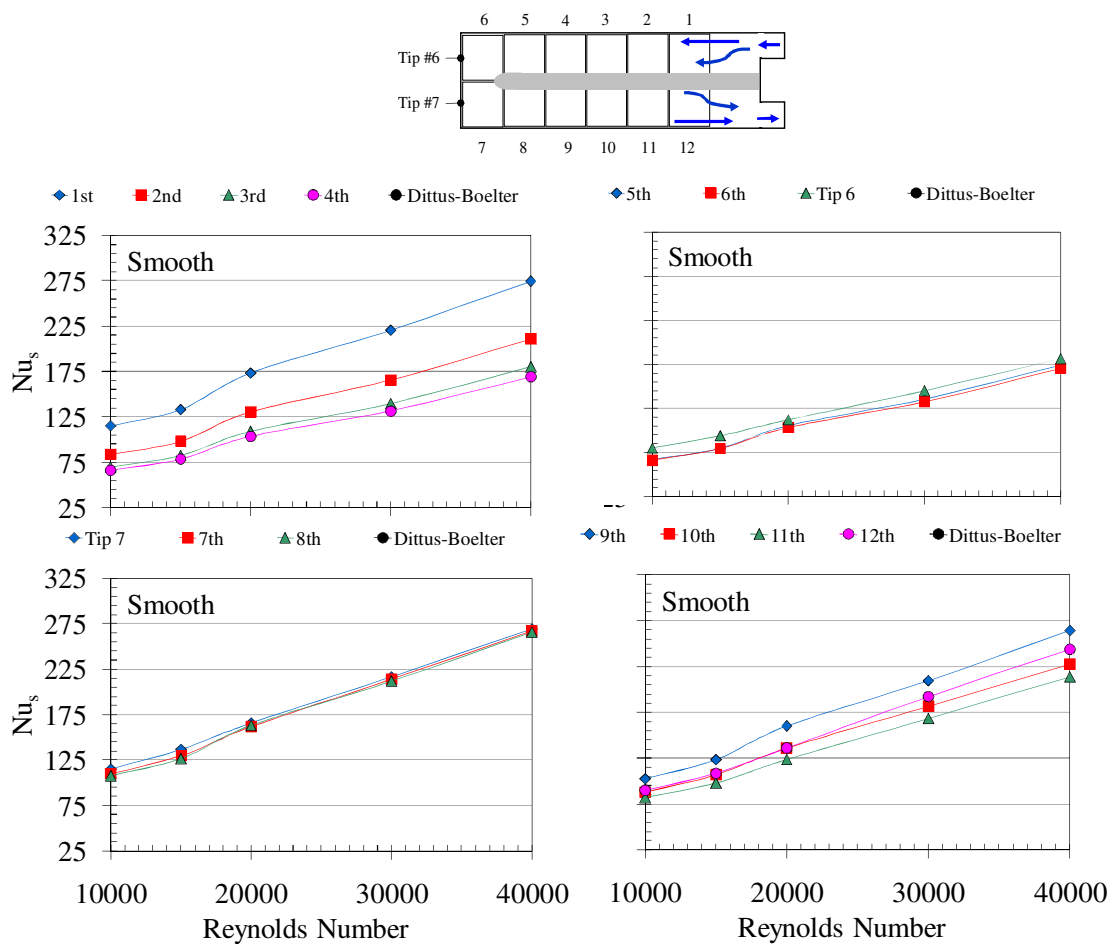 6 5 4 3 2 1
Tip #6
Tip #7
7 8 9 10 11 12
1st 2nd 3rd 4th Dittus-Boelter
5th 6th Tip 6 Dittus-Boelter
325
275
225
175
125
75
25
Nus
Smooth
Smooth
Tip 7 7th 8th Dittus-Boelter
9th 10th 11th 12th Dittus-Boelter
325
275
225
175
125
75
25
Nus
Smooth
Smooth
10000 20000 30000 40000
Reynolds Number
10000 20000 30000 40000
Reynolds Number